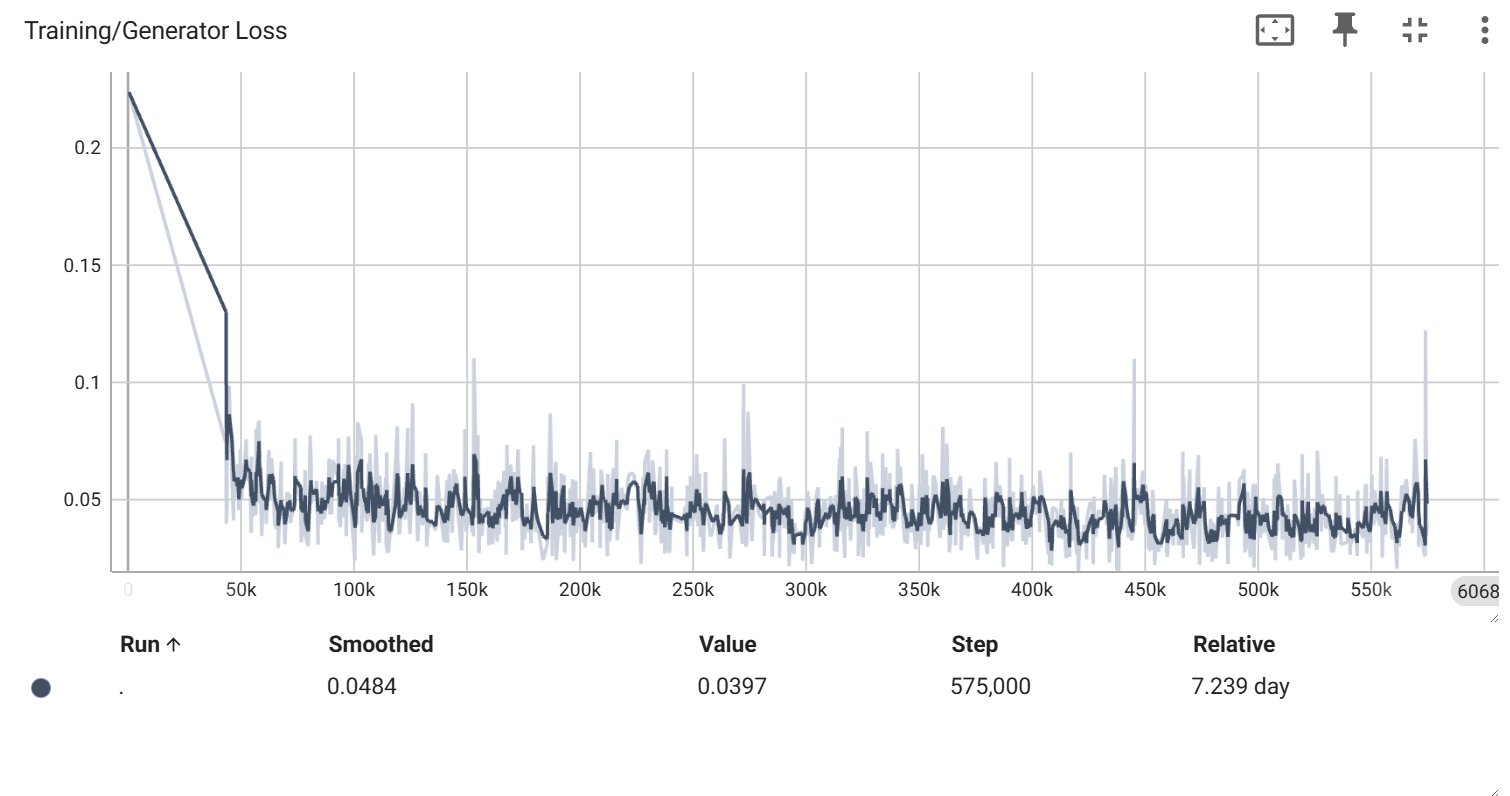 Training/Generator Loss
0.2
0.15
0.1
0.05
0 50k 100k 150k 200k 250k 300k 350k 400k 450k 500k 550k 6068
Run ↑ Smoothed Value Step Relative
. 0.0484 0.0397 575,000 7.239 day